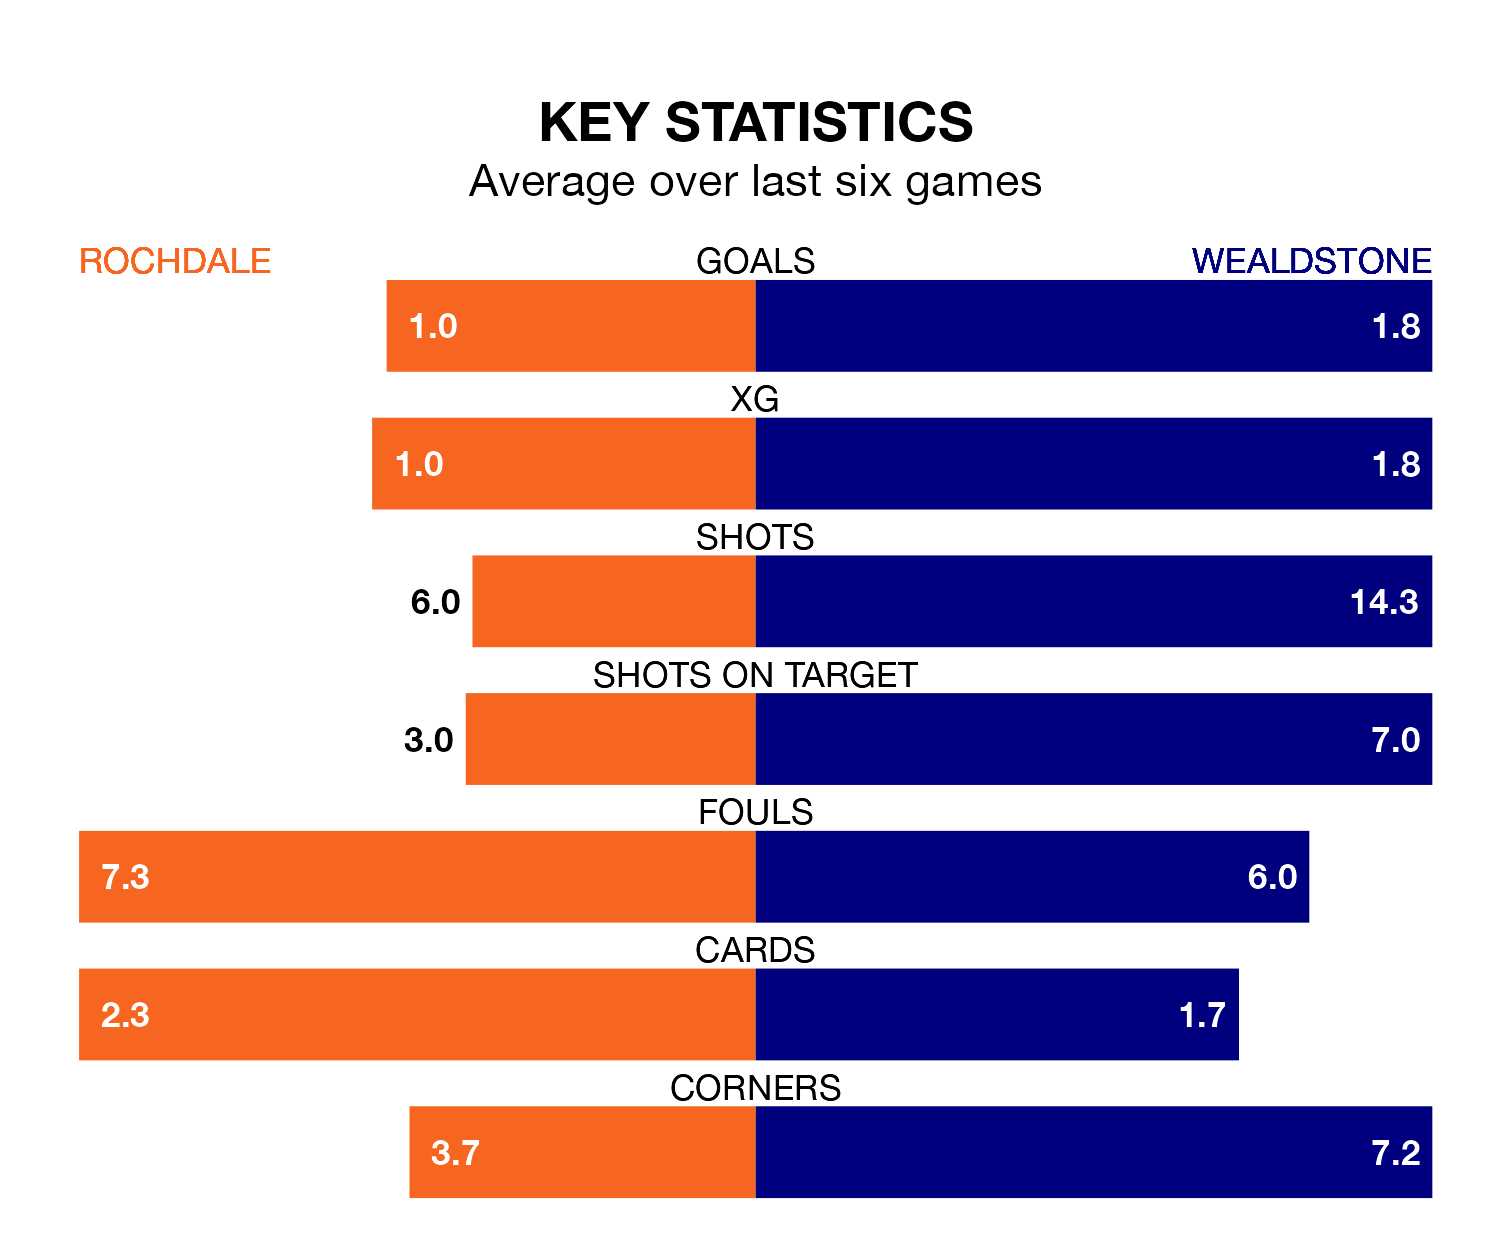 KEY STATISTICS
Average over last six games
ROCHDALE GOALS WEALDSTONE
1.0 1.8
XG
1.0 1.8
SHOTS
6.0 14.3
SHOTS ON TARGET
3.0 7.0
FOULS
7.3 6.0
CARDS
2.3 1.7
CORNERS
3.7 7.2